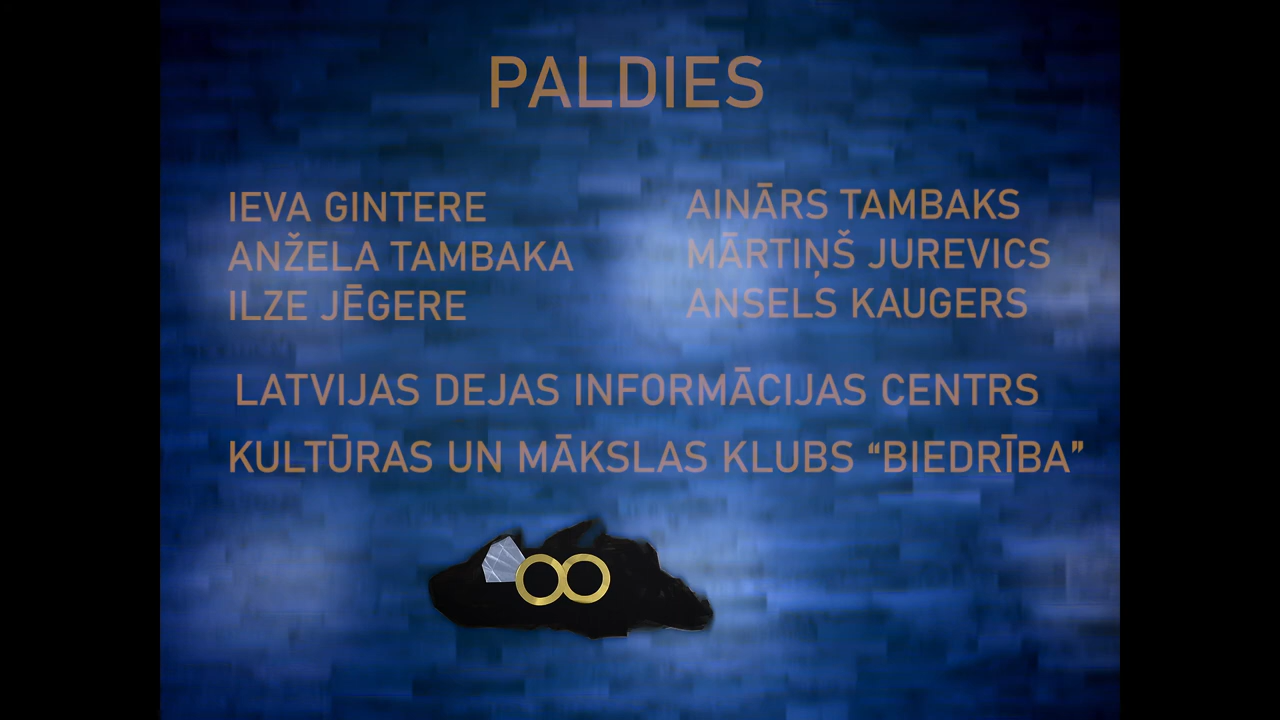 PALDIES
IEVA GINTERE
ANŽELA TAMBAKA
ILZE JĒGERE
AINĀRS TAMBAKS
MĀRTIŅŠ JUREVICS
ANSELS KAUGERS
LATVIJAS DEJAS INFORMĀCIJAS CENTRS
KULTŪRAS UN MĀKSLAS KLUBS “BIEDRĪBA”